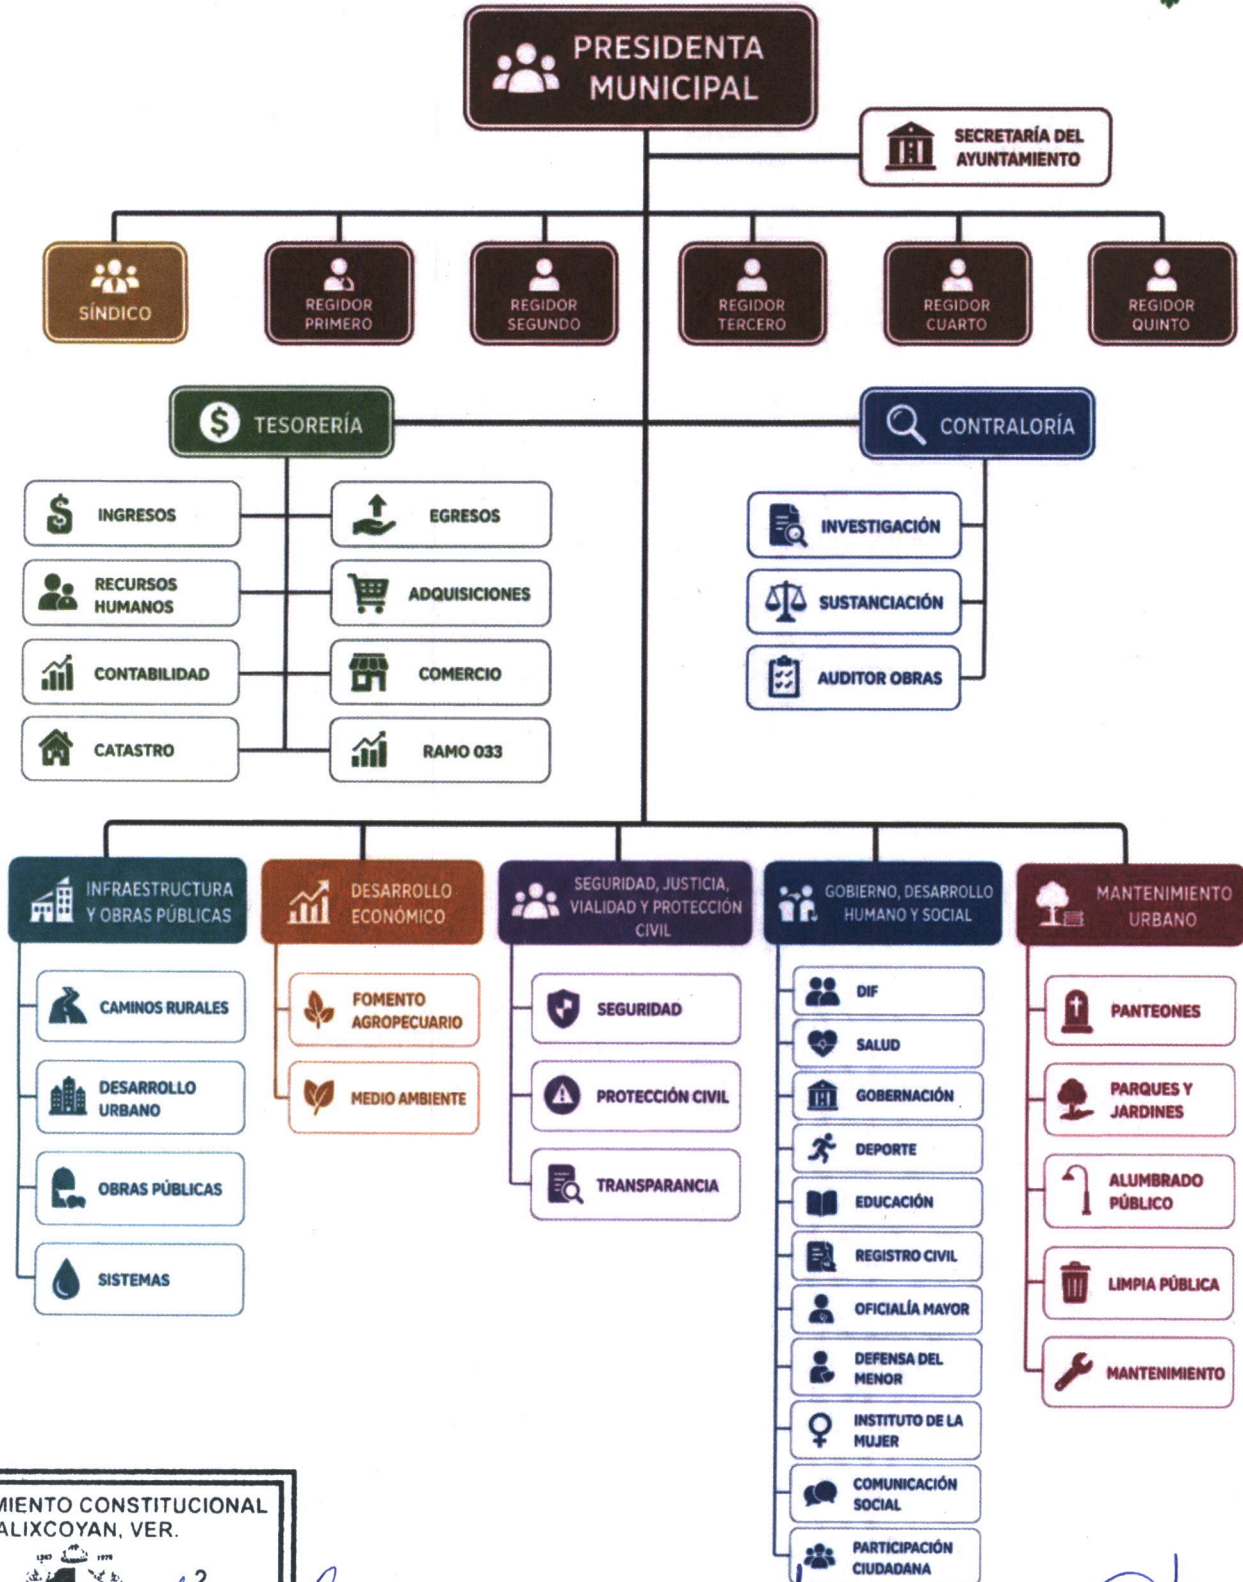 PRESIDENTA
MUNICIPAL
SECRETARÍA DEL
AYUNTAMIENTO
SÍNDICO
REGIDOR
PRIMERO
REGIDOR
SEGUNDO
REGIDOR
TERCERO
REGIDOR
CUARTO
REGIDOR
QUINTO
TESORERÍA
CONTRALORÍA
INGRESOS
EGRESOS
RECURSOS
HUMANOS
ADQUISICIONES
CONTABILIDAD
COMERCIO
CATASTRO
RAMO 033
INVESTIGACIÓN
SUSTANCIACIÓN
AUDITOR OBRAS
INFRAESTRUCTURA
Y OBRAS PÚBLICAS
CAMINOS RURALES
DESARROLLO
URBANO
OBRAS PÚBLICAS
SISTEMAS
DESARROLLO
ECONÓMICO
FOMENTO
AGROPECUARIO
MEDIO AMBIENTE
SEGURIDAD, JUSTICIA,
VIALIDAD Y PROTECCIÓN
CIVIL
SEGURIDAD
PROTECCIÓN CIVIL
TRANSPARANCIA
GOBIERNO, DESARROLLO
HUMANO Y SOCIAL
DIF
SALUD
GOBERNACIÓN
DEPORTE
EDUCACIÓN
REGISTRO CIVIL
OFICIALÍA MAYOR
DEFENSA DEL
MENOR
INSTITUTO DE LA
MUJER
COMUNICACIÓN
SOCIAL
PARTICIPACIÓN
CIUDADANA
MANTENIMIENTO
URBANO
PANTEONES
PARQUES Y
JARDINES
ALUMBRADO
PÚBLICO
LIMPIA PÚBLICA
MANTENIMIENTO
MIENTO CONSTITUCIONAL
ALIXCOYAN, VER.